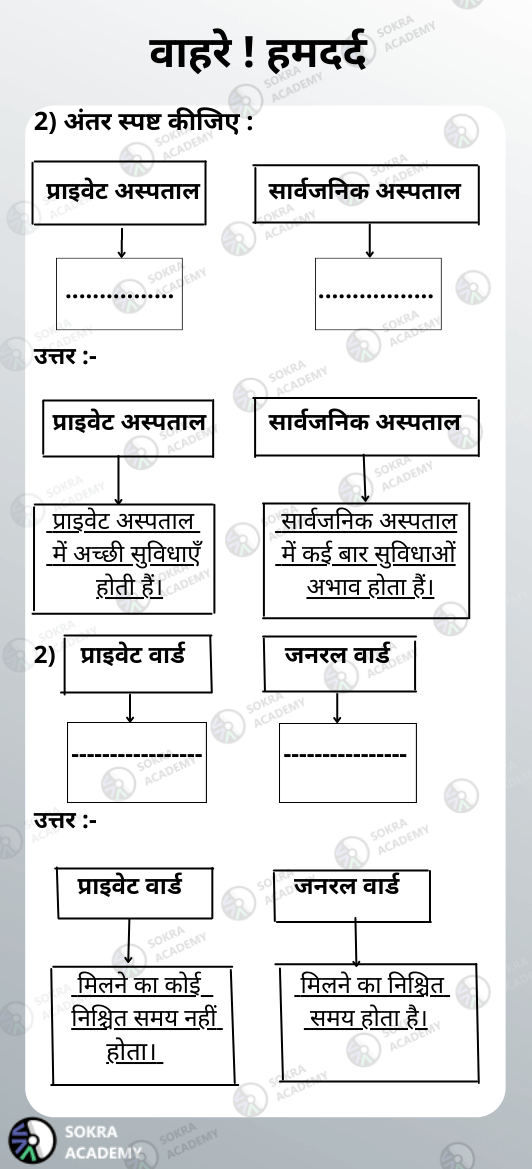 वाहरे ! हमदर्द
2) अंतर स्पष्ट कीजिए :
प्राइवेट अस्पताल
सार्वजनिक अस्पताल
................
.................
उत्तर :-
प्राइवेट अस्पताल
सार्वजनिक अस्पताल
प्राइवेट अस्पताल
में अच्छी सुविधाएँ
होती हैं।
सार्वजनिक अस्पताल
में कई बार सुविधाओं
अभाव होता हैं।
2) प्राइवेट वार्ड
जनरल वार्ड
-----------------
----------------
उत्तर :-
प्राइवेट वार्ड
जनरल वार्ड
मिलने का कोई
निश्चित समय नहीं
होता।
मिलने का निश्चित
समय होता है।
SOKRA
ACADEMY